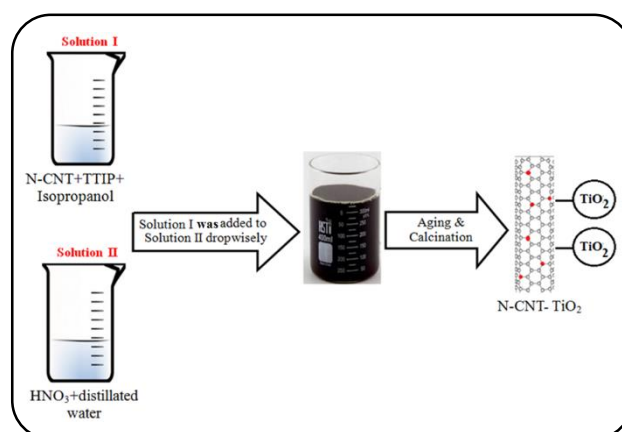 Solution I
N-CNT+TTIP+
Isopropanol
Solution II
HNO₃+distillated
water
Solution I was added to
Solution II dropwisely
Aging &
Calcination
TiO₂
TiO₂
N-CNT- TiO₂